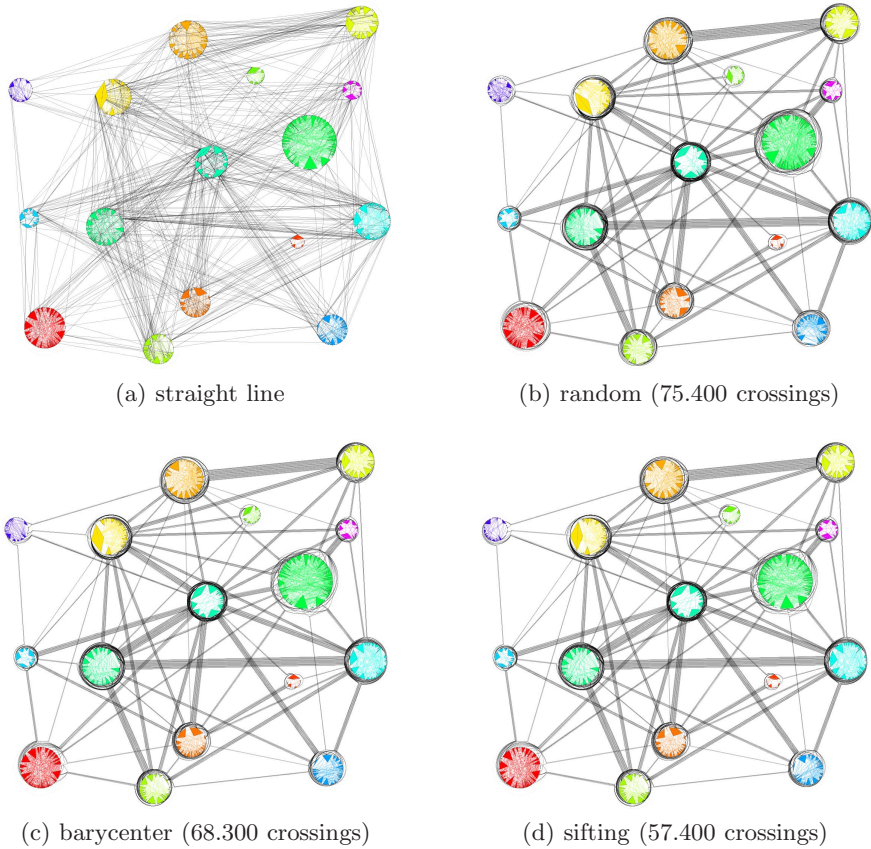 (a) straight line
(b) random (75.400 crossings)
(c) barycenter (68.300 crossings)
(d) sifting (57.400 crossings)